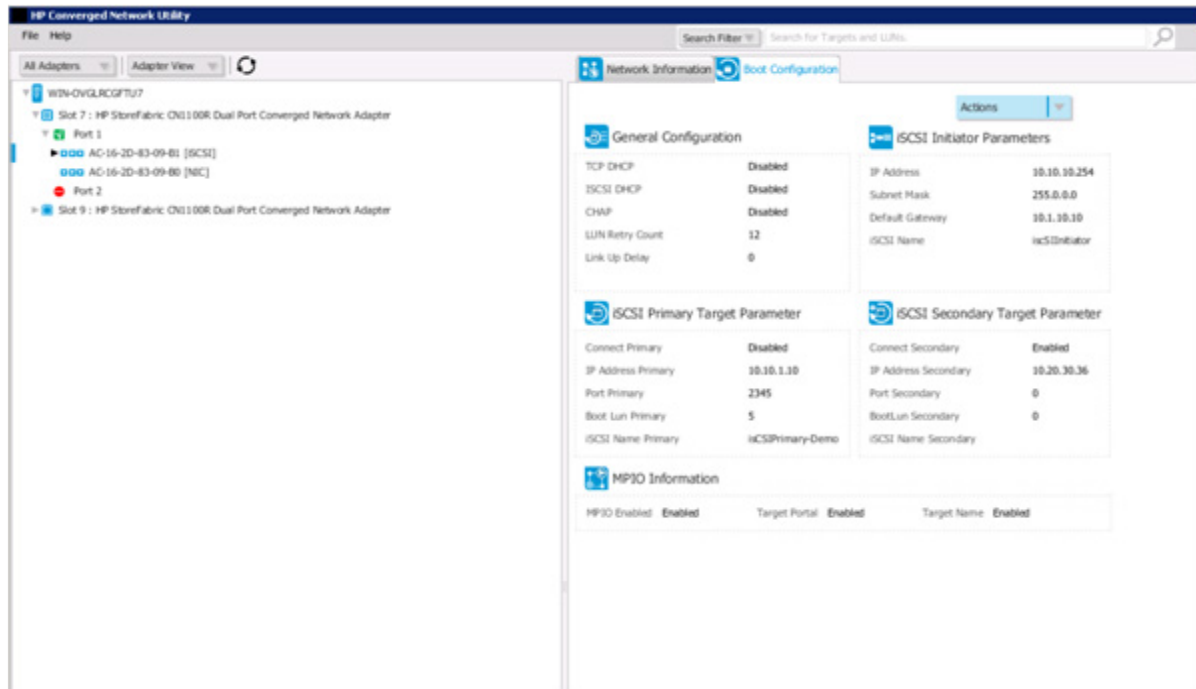 HP Converged Network Utility
File Help
Search Filter Search for Targets and LUNs.
All Adapters Adapter View
Network Information Boot Configuration
WIN-OVGLRCGFTU7
Slot 7 : HP StoreFabric CN1100R Dual Port Converged Network Adapter
Port 1
AC-16-2D-83-09-B1 [iSCSI]
AC-16-2D-83-09-B0 [NIC]
Port 2
Slot 9 : HP StoreFabric CN1100R Dual Port Converged Network Adapter
Actions
General Configuration
TCP DHCP Disabled
ISCSI DHCP Disabled
CHAP Disabled
LUN Retry Count 12
Link Up Delay 0
iSCSI Initiator Parameters
IP Address 10.10.10.254
Subnet Mask 255.0.0.0
Default Gateway 10.1.10.10
iSCSI Name iscSIInitiator
iSCSI Primary Target Parameter
Connect Primary Disabled
IP Address Primary 10.10.1.10
Port Primary 2345
Boot Lun Primary 5
iSCSI Name Primary isCSIPrimary-Demo
iSCSI Secondary Target Parameter
Connect Secondary Enabled
IP Address Secondary 10.20.30.36
Port Secondary 0
BootLun Secondary 0
iSCSI Name Secondary
MPIO Information
MPIO Enabled Enabled Target Portal Enabled Target Name Enabled